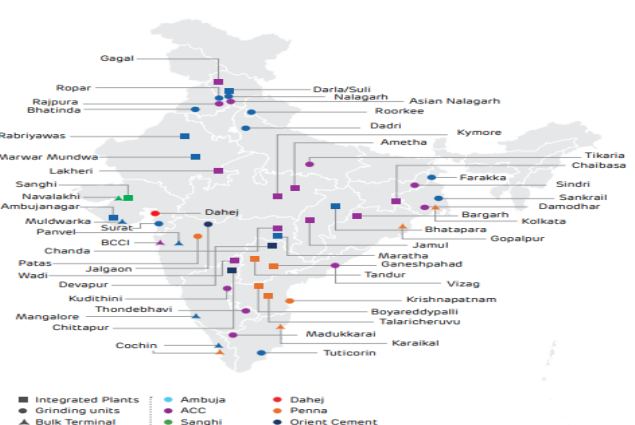 Gagal
Ropar
Darla/Suli
Nalagarh
Rajpura
Asian Nalagarh
Bhatinda
Roorkee
Dadri
Rabriyawas
Kymore
Ametha
Marwar Mundwa
Tikaria
Lakheri
Chaibasa
Farakka
Sanghi
Sindri
Navalakhi
Sankrail
Ambujanagar
Damodhar
Dahej
Bargarh
Muldwarka
Kolkata
Surat
Panvel
Bhatapara
BCCI
Gopalpur
Jamul
Chanda
Maratha
Patas
Ganeshpahad
Jalgaon
Wadi
Tandur
Devapur
Vizag
Kudithini
Krishnapatnam
Thondebhavi
Boyareddypalli
Mangalore
Talaricheruvu
Chittapur
Madukkarai
Karaikal
Cochin
Tuticorin
Integrated Plants
Ambuja
Dahej
Grinding units
ACC
Penna
Bulk Terminal
Sanghi
Orient Cement